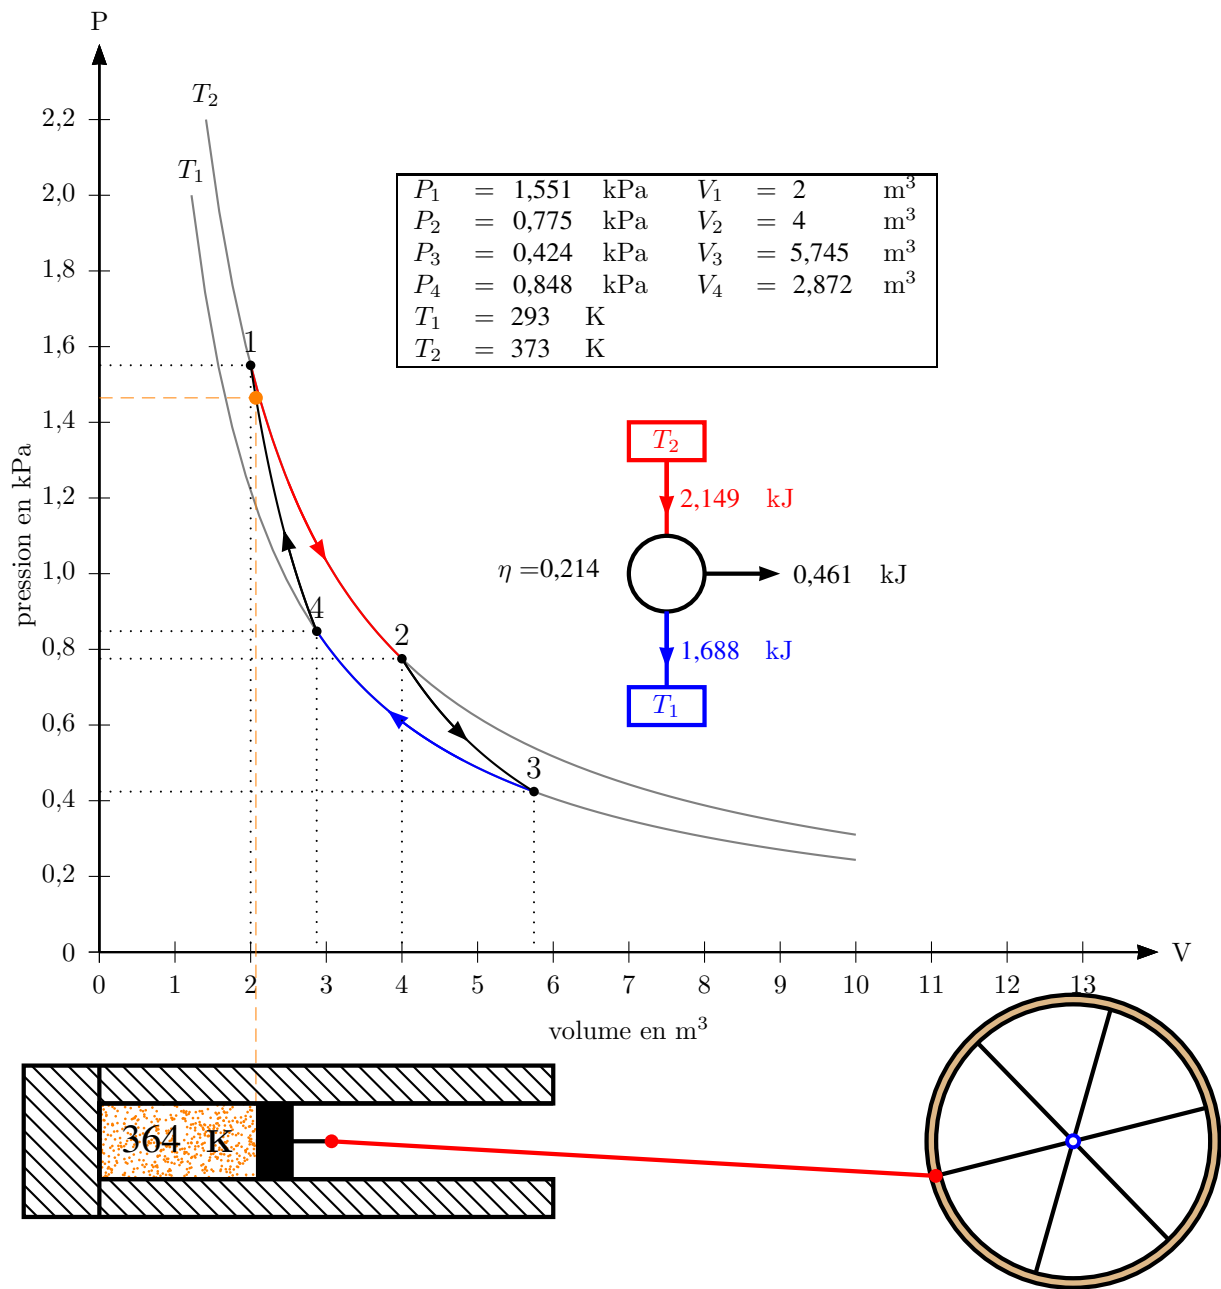 P
T₂
2,2
T₁
2,0
1,8
1,6
1,4
1,2
1,0
0,8
0,6
0,4
0,2
0
pression en kPa
P₁ = 1,551 kPa V₁ = 2 m³
P₂ = 0,775 kPa V₂ = 4 m³
P₃ = 0,424 kPa V₃ = 5,745 m³
P₄ = 0,848 kPa V₄ = 2,872 m³
T₁ = 293 K
T₂ = 373 K
1
4
2
3
T₂
2,149 kJ
η =0,214
0,461 kJ
1,688 kJ
T₁
V
0 1 2 3 4 5 6 7 8 9 10 11 12 13
volume en m³
364 K